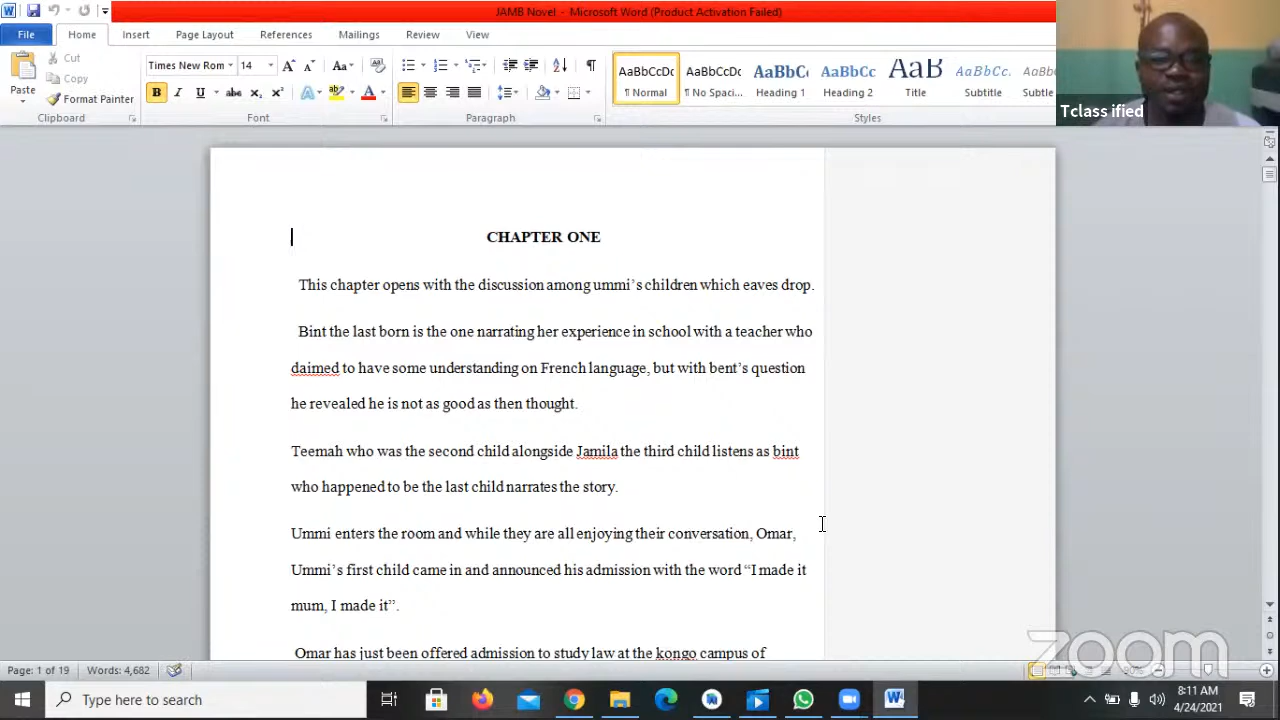 JAMB Novel - Microsoft Word (Product Activation Failed)
File Home Insert Page Layout References Mailings Review View
Paste
Cut
Copy
Format Painter
Clipboard
Times New Rom 14
Font
Paragraph
AaBbCcDc AaBbCcDc AaBbC AaBbCc AaB AaBbCc. AaBb
¶ Normal ¶ No Spaci... Heading 1 Heading 2 Title Subtitle Subtle
Styles
Tclass ified
CHAPTER ONE
This chapter opens with the discussion among ummi’s children which eaves drop.
Bint the last born is the one narrating her experience in school with a teacher who
daimed to have some understanding on French language, but with bent’s question
he revealed he is not as good as then thought.
Teemah who was the second child alongside Jamila the third child listens as bint
who happened to be the last child narrates the story.
Ummi enters the room and while they are all enjoying their conversation, Omar,
Ummi’s first child came in and announced his admission with the word “I made it
mum, I made it”.
Omar has just been offered admission to study law at the kongo campus of
zoom
Page: 1 of 19 Words: 4,682
Type here to search
8:11 AM
4/24/2021